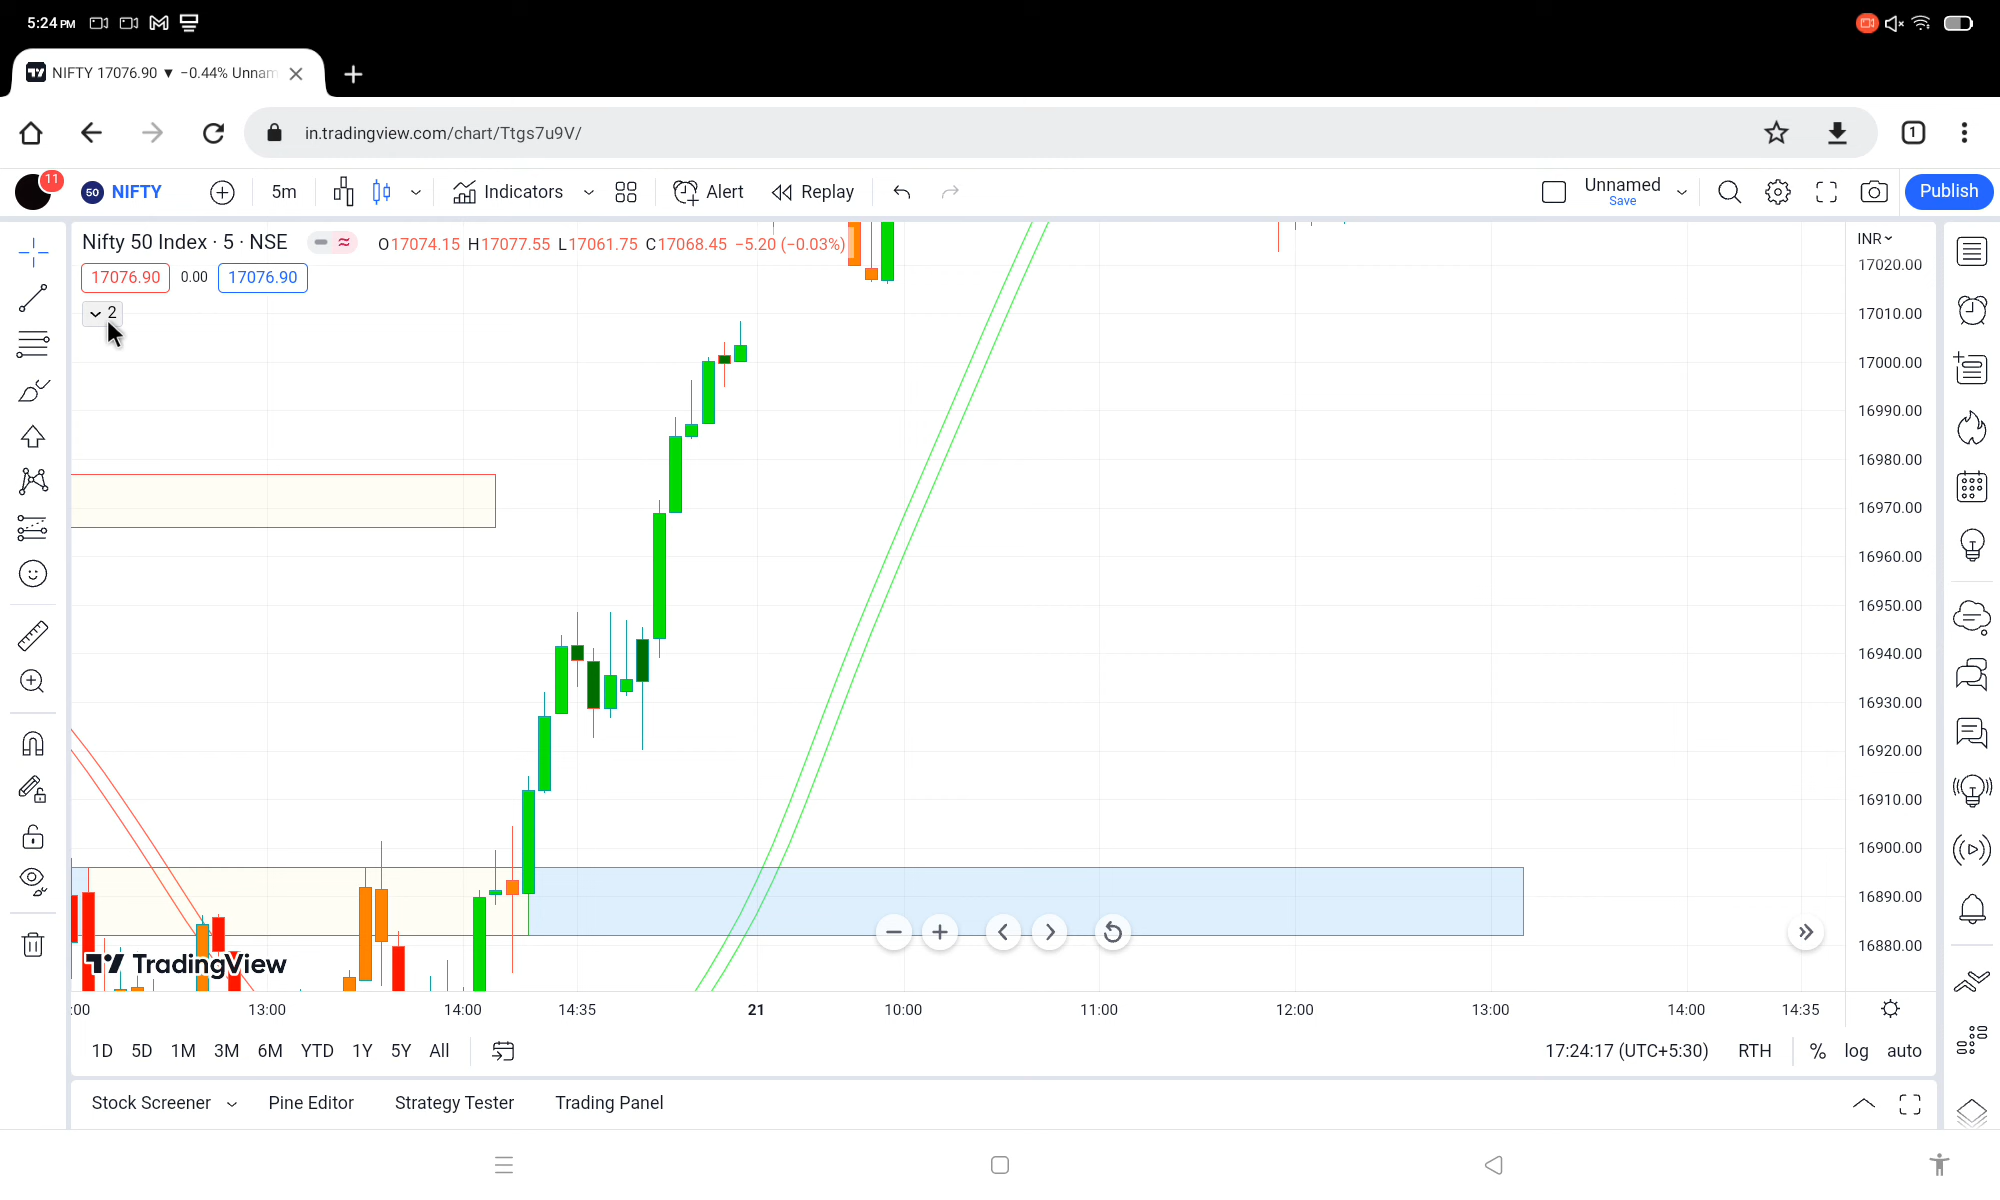 5:24 PM
NIFTY 17076.90 ▼ −0.44% Unnam
in.tradingview.com/chart/Ttgs7u9V/
1
11
50 NIFTY
5m
Indicators
Alert
Replay
Unnamed
Save
Publish
Nifty 50 Index · 5 · NSE
O17074.15 H17077.55 L17061.75 C17068.45 −5.20 (−0.03%)
17076.90 0.00 17076.90
2
INR
17020.00
17010.00
17000.00
16990.00
16980.00
16970.00
16960.00
16950.00
16940.00
16930.00
16920.00
16910.00
16900.00
16890.00
16880.00
TradingView
:00 13:00 14:00 14:35 21 10:00 11:00 12:00 13:00 14:00 14:35
1D 5D 1M 3M 6M YTD 1Y 5Y All
17:24:17 (UTC+5:30) RTH % log auto
Stock Screener Pine Editor Strategy Tester Trading Panel